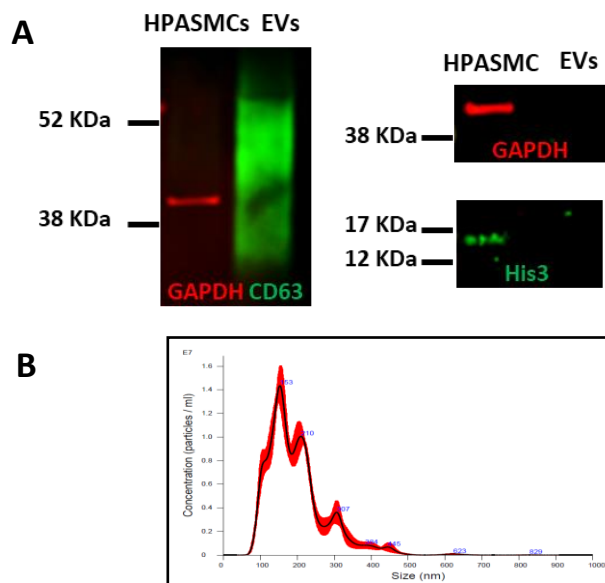 A
HPASMCs EVs
52 KDa
38 KDa
GAPDH CD63
HPASMC EVs
38 KDa
GAPDH
17 KDa
12 KDa
His3
B
E7
1.6
1.4
1.2
1.0
0.8
0.6
0.4
0.2
0
Concentration (particles / ml)
153
210
307
445
623
829
0 100 200 300 400 500 600 700 800 900 1000
Size (nm)